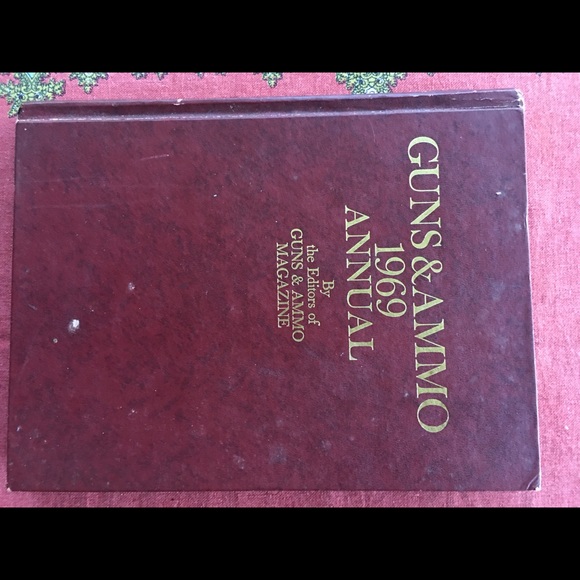 GUNS & AMMO
1969
ANNUAL
By
the Editors of
GUNS & AMMO
MAGAZINE